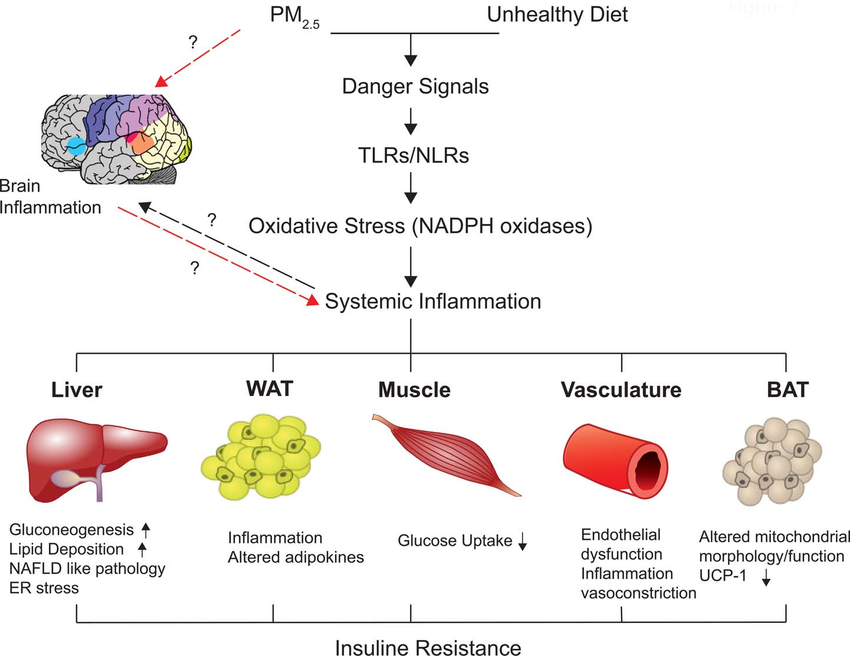 Figure 7
PM2.5
Unhealthy Diet
?
Danger Signals
TLRs/NLRs
Brain
Inflammation
?
Oxidative Stress (NADPH oxidases)
?
Systemic Inflammation
Liver
WAT
Muscle
Vasculature
BAT
Gluconeogenesis ↑
Lipid Deposition ↑
NAFLD like pathology
ER stress
Inflammation
Altered adipokines
Glucose Uptake ↓
Endothelial
dysfunction
Inflammation
vasoconstriction
Altered mitochondrial
morphology/function
UCP-1 ↓
Insuline Resistance